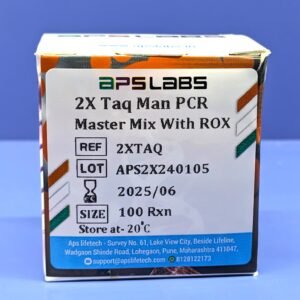 APS LABS
2X Taq Man PCR
Master Mix With ROX
REF 2XTAQ
LOT APS2X240105
2025/06
SIZE 100 Rxn
Store at- 20°C
Aps lifetech - Survey No. 61, Lake View City, Beside Lifeline,
Wadgaon Shinde Road, Lohegaon, Pune, Maharashtra 411047,
support@apslifetech.com 8128122173